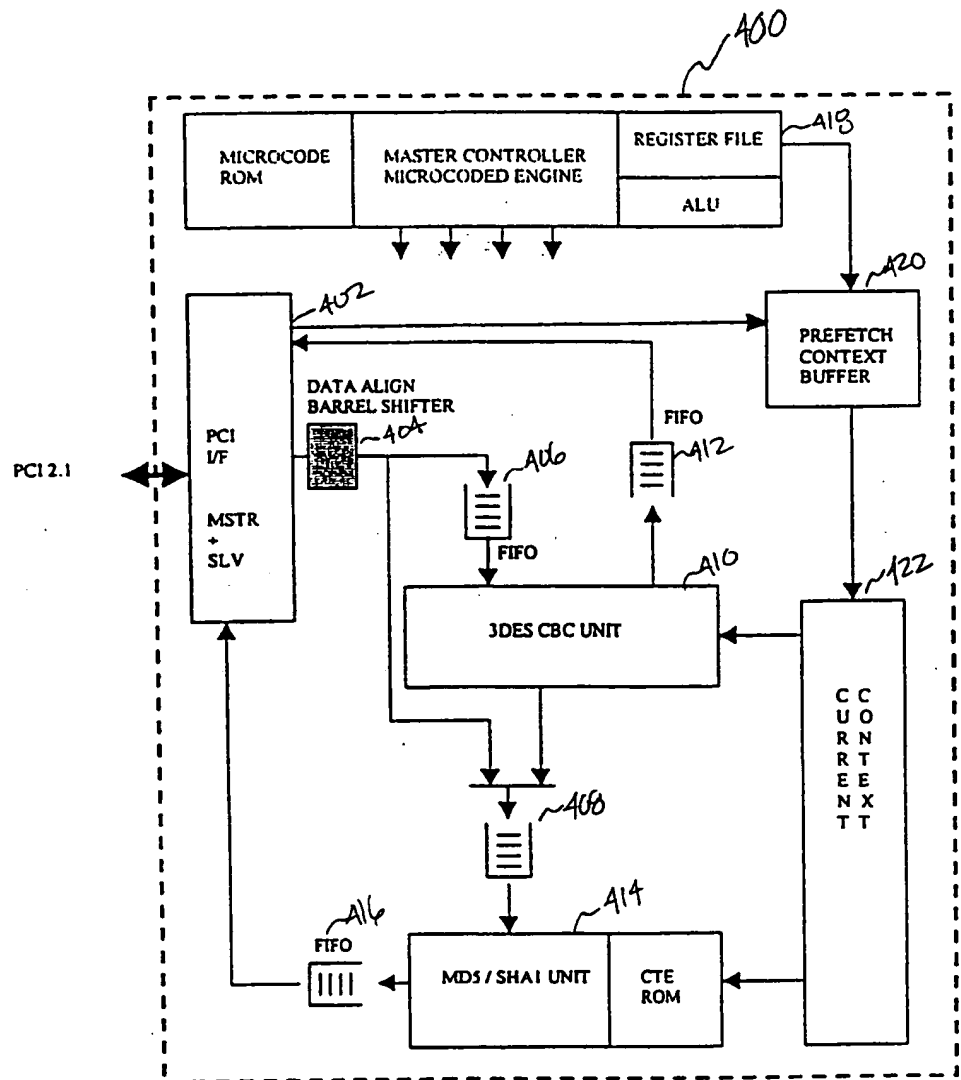 400
MICROCODE
ROM
MASTER CONTROLLER
MICROCODED ENGINE
REGISTER FILE
ALU
418
402
420
PREFETCH
CONTEXT
BUFFER
DATA ALIGN
BARREL SHIFTER
404
PCI
I/F
MSTR
+
SLV
PCI 2.1
406
FIFO
FIFO
412
410
3DES CBC UNIT
422
CURRENT
CONTEXT
408
414
416
FIFO
MD5 / SHA1 UNIT
CTE
ROM